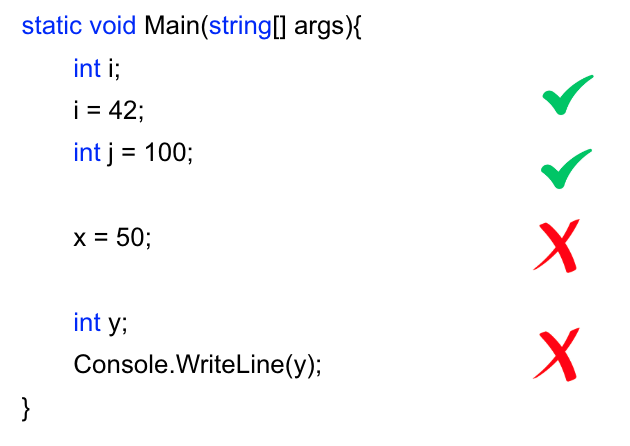 static void Main(string[] args){
int i;
i = 42;
int j = 100;
x = 50;
int y;
Console.WriteLine(y);
}